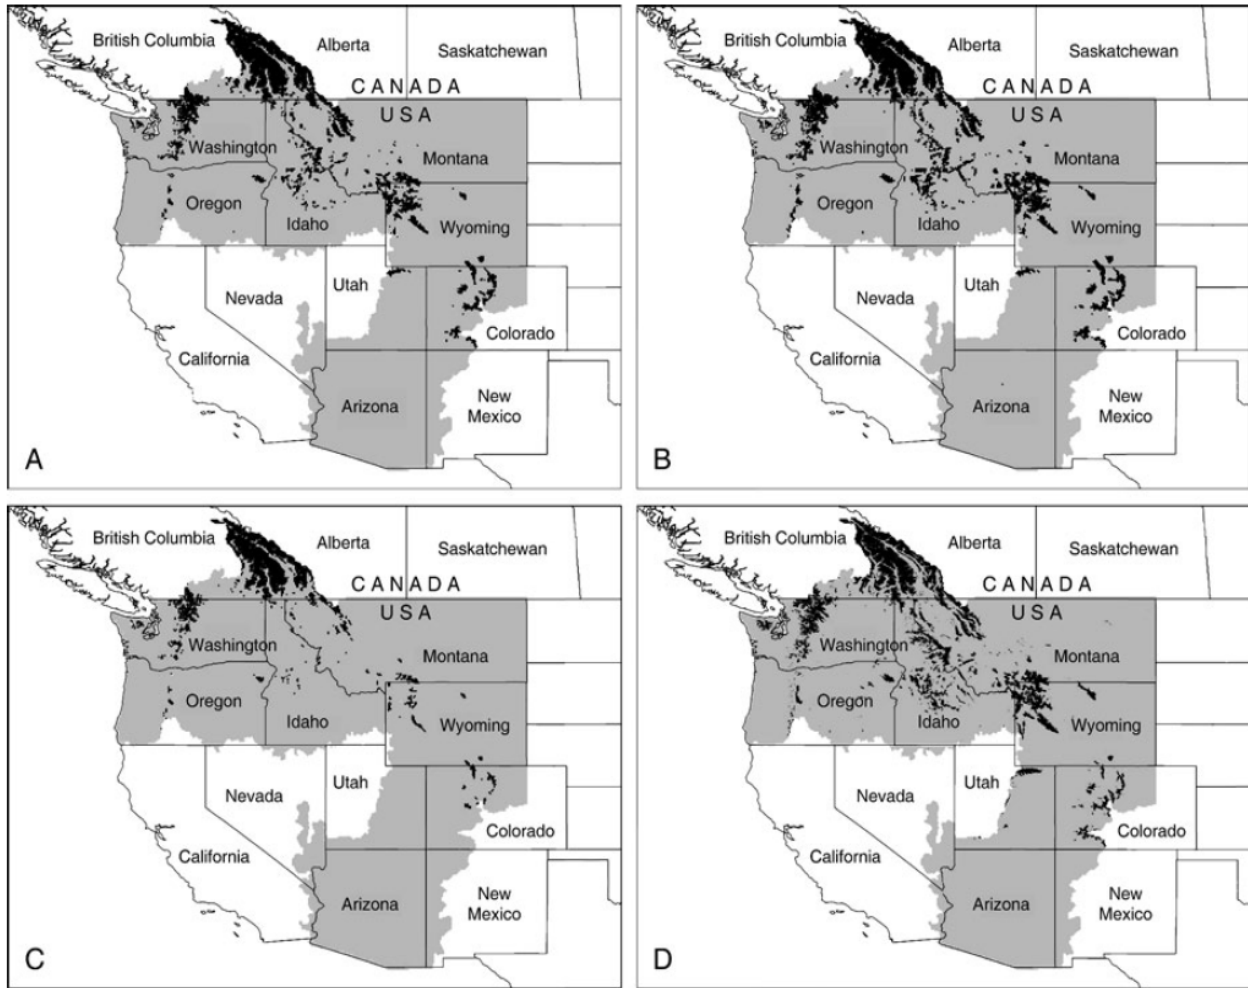 British Columbia
Alberta
Saskatchewan
CANADA
USA
Washington
Montana
Oregon
Idaho
Wyoming
Utah
Nevada
Colorado
California
Arizona
New
Mexico
A
British Columbia
Alberta
Saskatchewan
CANADA
USA
Washington
Montana
Oregon
Idaho
Wyoming
Utah
Nevada
Colorado
California
Arizona
New
Mexico
B
British Columbia
Alberta
Saskatchewan
CANADA
USA
Washington
Montana
Oregon
Idaho
Wyoming
Utah
Nevada
Colorado
California
Arizona
New
Mexico
C
British Columbia
Alberta
Saskatchewan
CANADA
USA
Washington
Montana
Oregon
Idaho
Wyoming
Utah
Nevada
Colorado
California
Arizona
New
Mexico
D